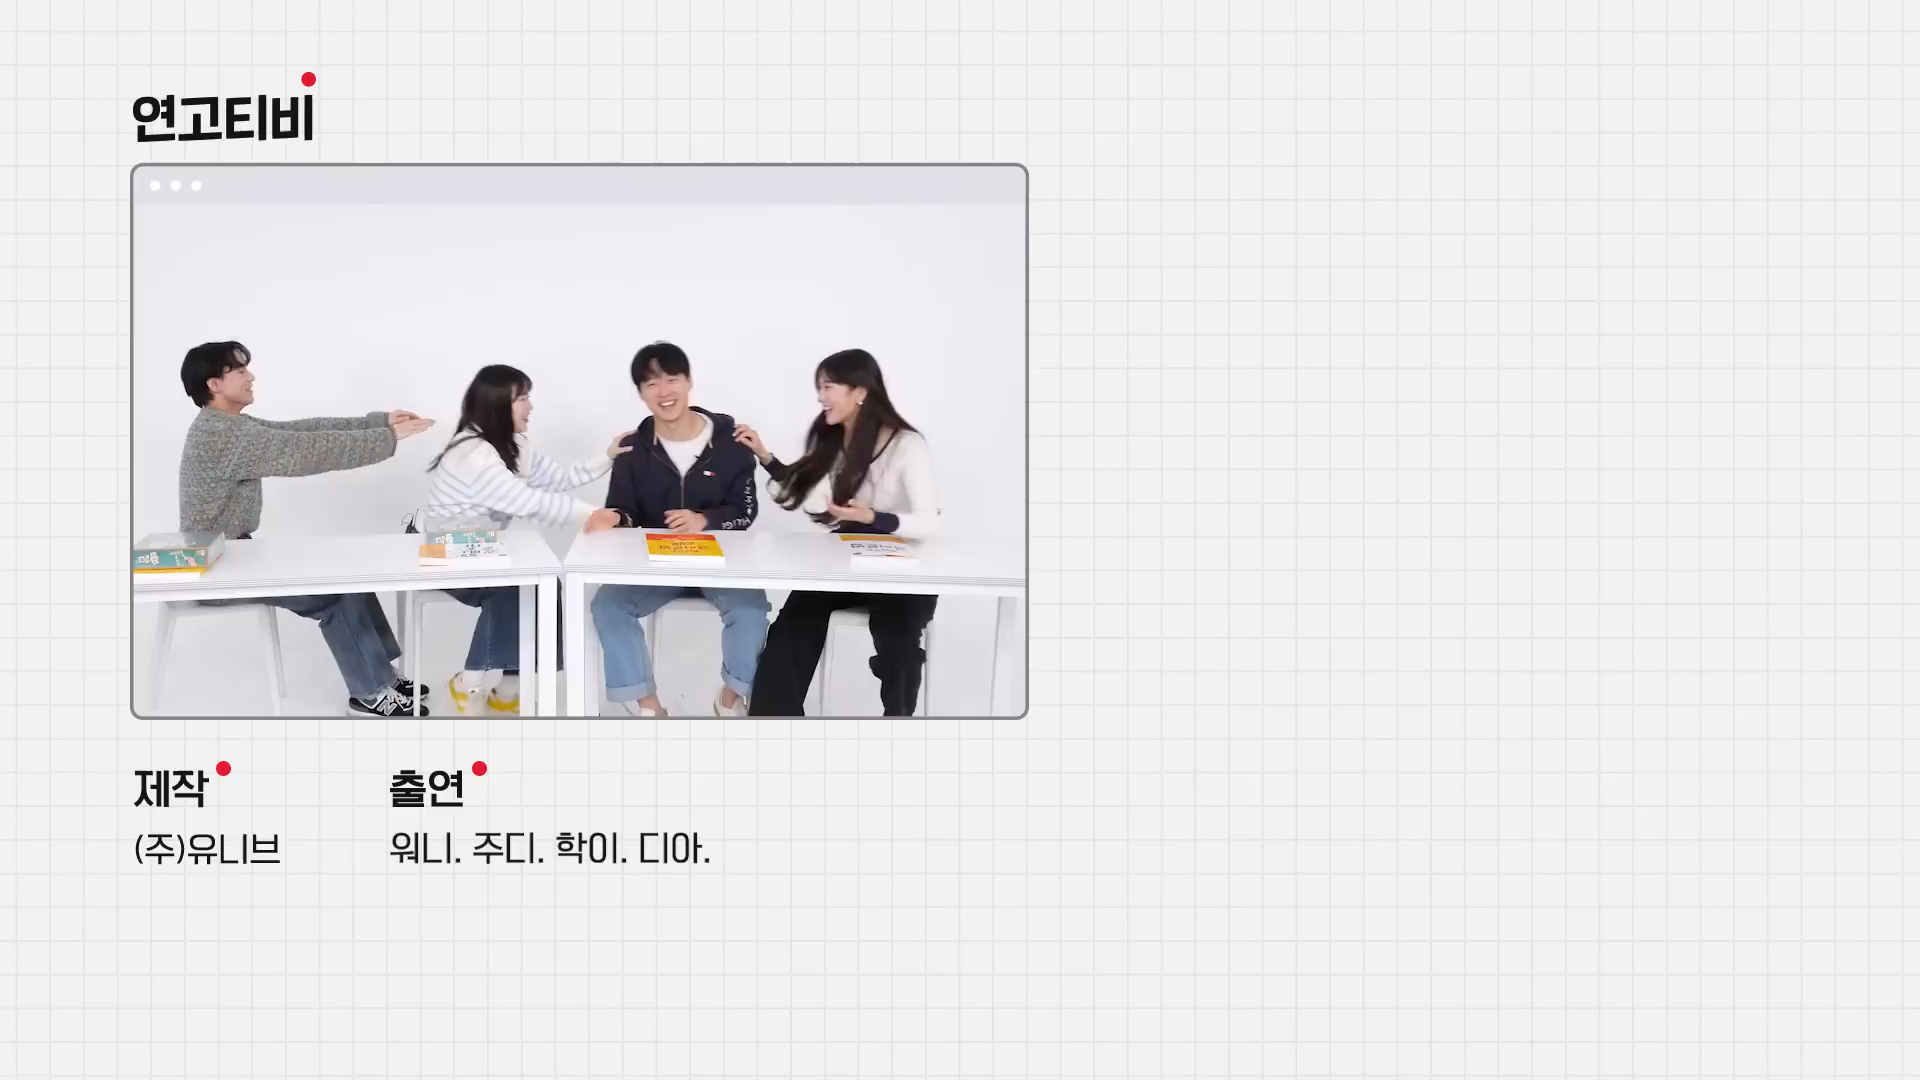 연고티비
제작
출연
(주)유니브
워니. 주디. 학이. 디아.